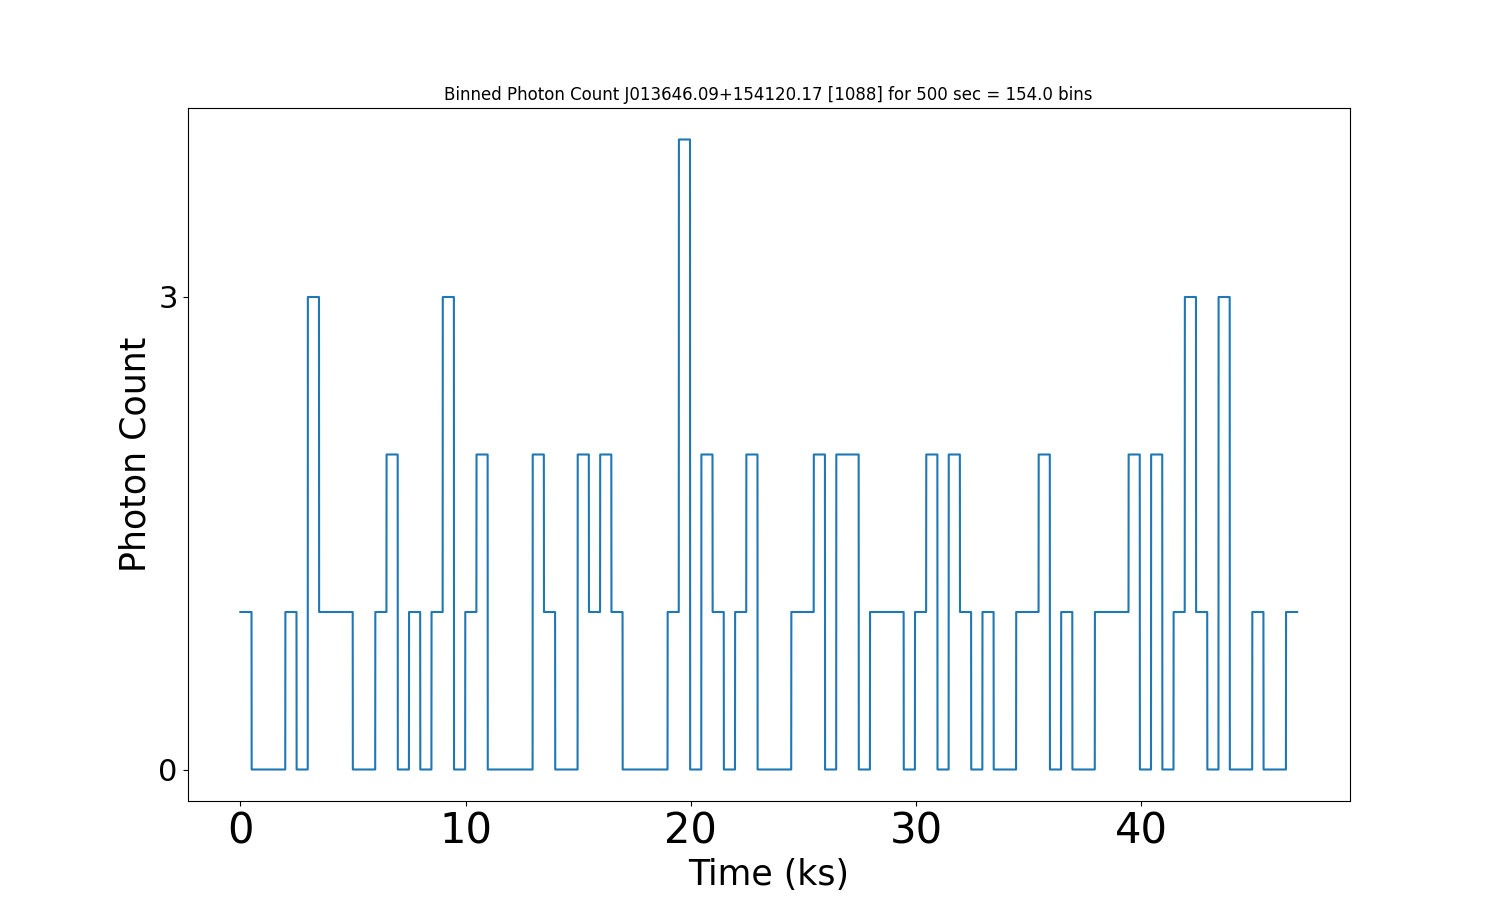 Binned Photon Count J013646.09+154120.17 [1088] for 500 sec = 154.0 bins
Photon Count
3
0
0 10 20 30 40
Time (ks)